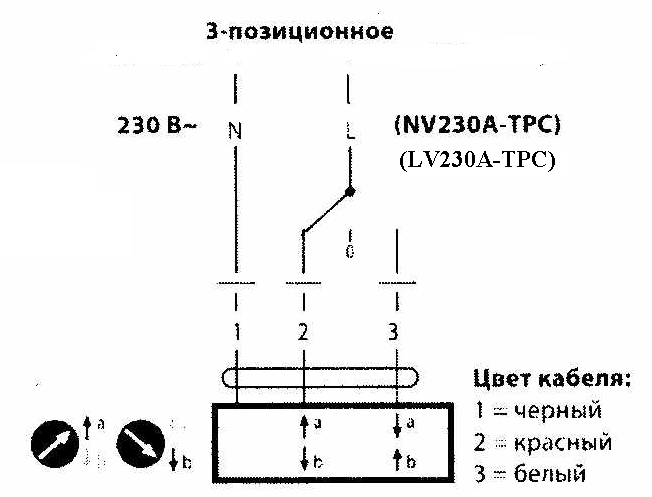 3-позиционное
230 В~ N L (NV230A-TPC)
(LV230A-TPC)
0
1 2 3
Цвет кабеля:
1 = черный
2 = красный
3 = белый
a a a
b b b b